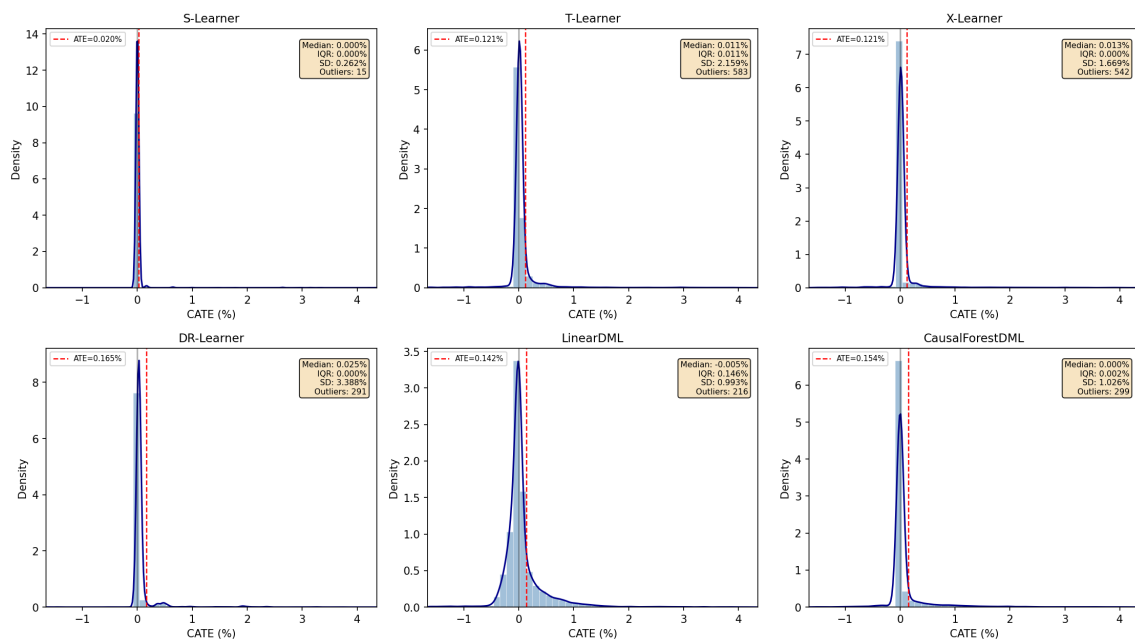 S-Learner
ATE=0.020%
Median: 0.000%
IQR: 0.000%
SD: 0.262%
Outliers: 15
14
12
10
8
6
4
2
0
Density
−1 0 1 2 3 4
CATE (%)
T-Learner
ATE=0.121%
Median: 0.011%
IQR: 0.011%
SD: 2.159%
Outliers: 583
6
5
4
3
2
1
0
Density
−1 0 1 2 3 4
CATE (%)
X-Learner
ATE=0.121%
Median: 0.013%
IQR: 0.000%
SD: 1.669%
Outliers: 542
7
6
5
4
3
2
1
0
Density
−1 0 1 2 3 4
CATE (%)
DR-Learner
ATE=0.165%
Median: 0.025%
IQR: 0.000%
SD: 3.388%
Outliers: 291
8
6
4
2
0
Density
−1 0 1 2 3 4
CATE (%)
LinearDML
ATE=0.142%
Median: -0.005%
IQR: 0.146%
SD: 0.993%
Outliers: 216
3.5
3.0
2.5
2.0
1.5
1.0
0.5
0.0
Density
−1 0 1 2 3 4
CATE (%)
CausalForestDML
ATE=0.154%
Median: 0.000%
IQR: 0.002%
SD: 1.026%
Outliers: 299
6
5
4
3
2
1
0
Density
−1 0 1 2 3 4
CATE (%)